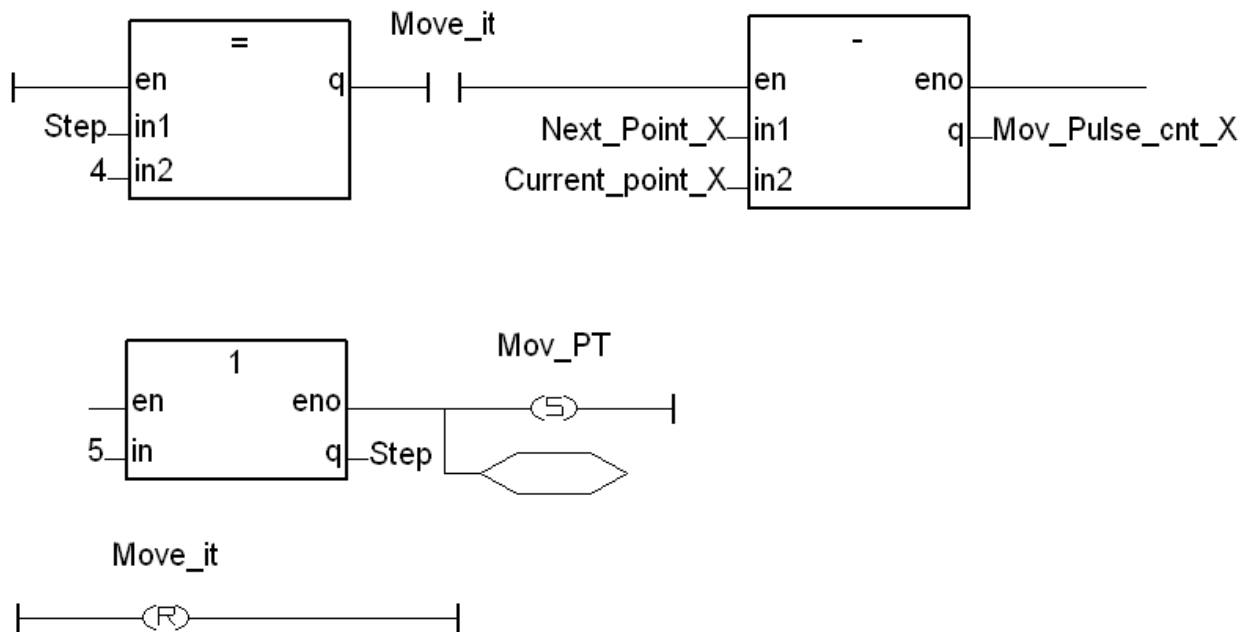 Move_it
= -
en q en eno
Step in1 Next_Point_X in1 q Mov_Pulse_cnt_X
4 in2 Current_point_X in2
Mov_PT
1
en eno S
5 in q Step
Move_it
R